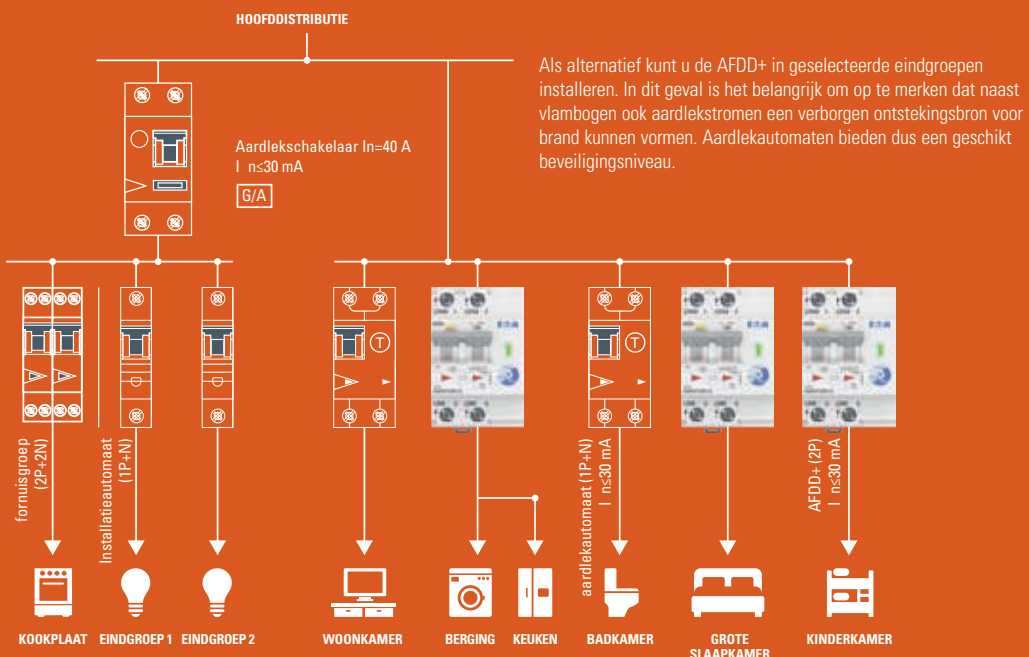 HOOFDDISTRIBUTIE
Als alternatief kunt u de AFDD+ in geselecteerde eindgroepen
installeren. In dit geval is het belangrijk om op te merken dat naast
vlambogen ook aardlekstromen een verborgen ontstekingsbron voor
brand kunnen vormen. Aardlekautomaten bieden dus een geschikt
beveiligingsniveau.
Aardlekschakelaar In=40 A
I n≤30 mA
G/A
T
T
fornuisgroep
(2P+2N)
Installatieautomaat
(1P+N)
aardlekautomaat (1P+N)
I n≤30 mA
AFDD+ (2P)
I n≤30 mA
KOOKPLAAT
EINDGROEP 1
EINDGROEP 2
WOONKAMER
BERGING
KEUKEN
BADKAMER
GROTE
SLAAPKAMER
KINDERKAMER